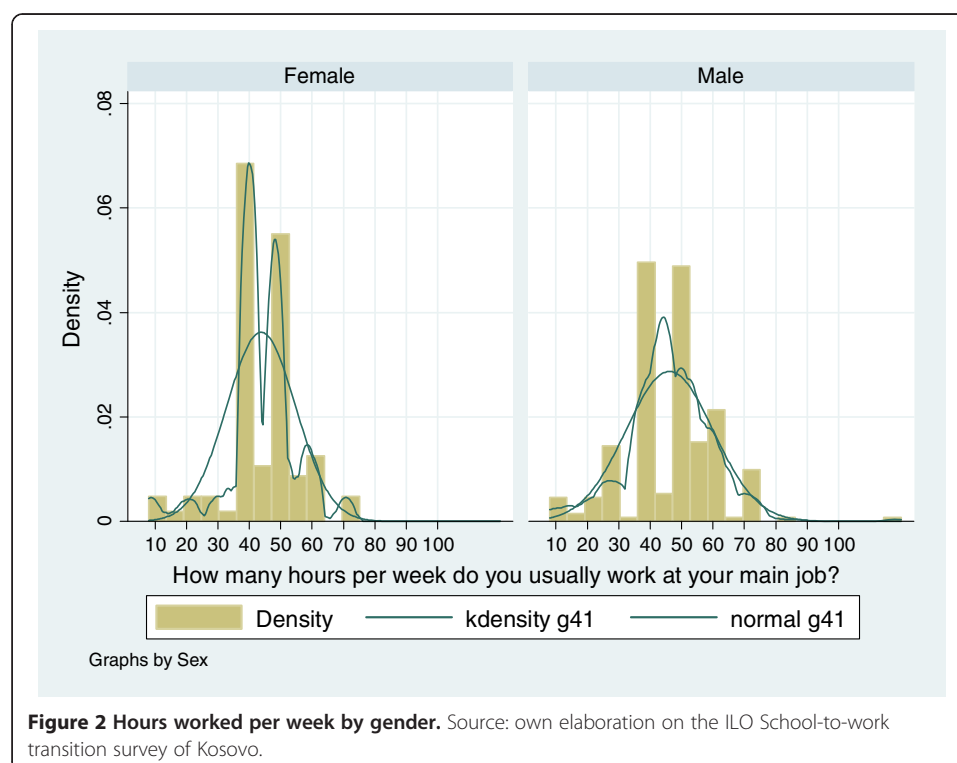 Female
Male
.08
.06
.04
.02
0
Density
10 20 30 40 50 60 70 80 90 100
10 20 30 40 50 60 70 80 90 100
How many hours per week do you usually work at your main job?
Density kdensity g41 normal g41
Graphs by Sex
Figure 2 Hours worked per week by gender. Source: own elaboration on the ILO School-to-work
transition survey of Kosovo.